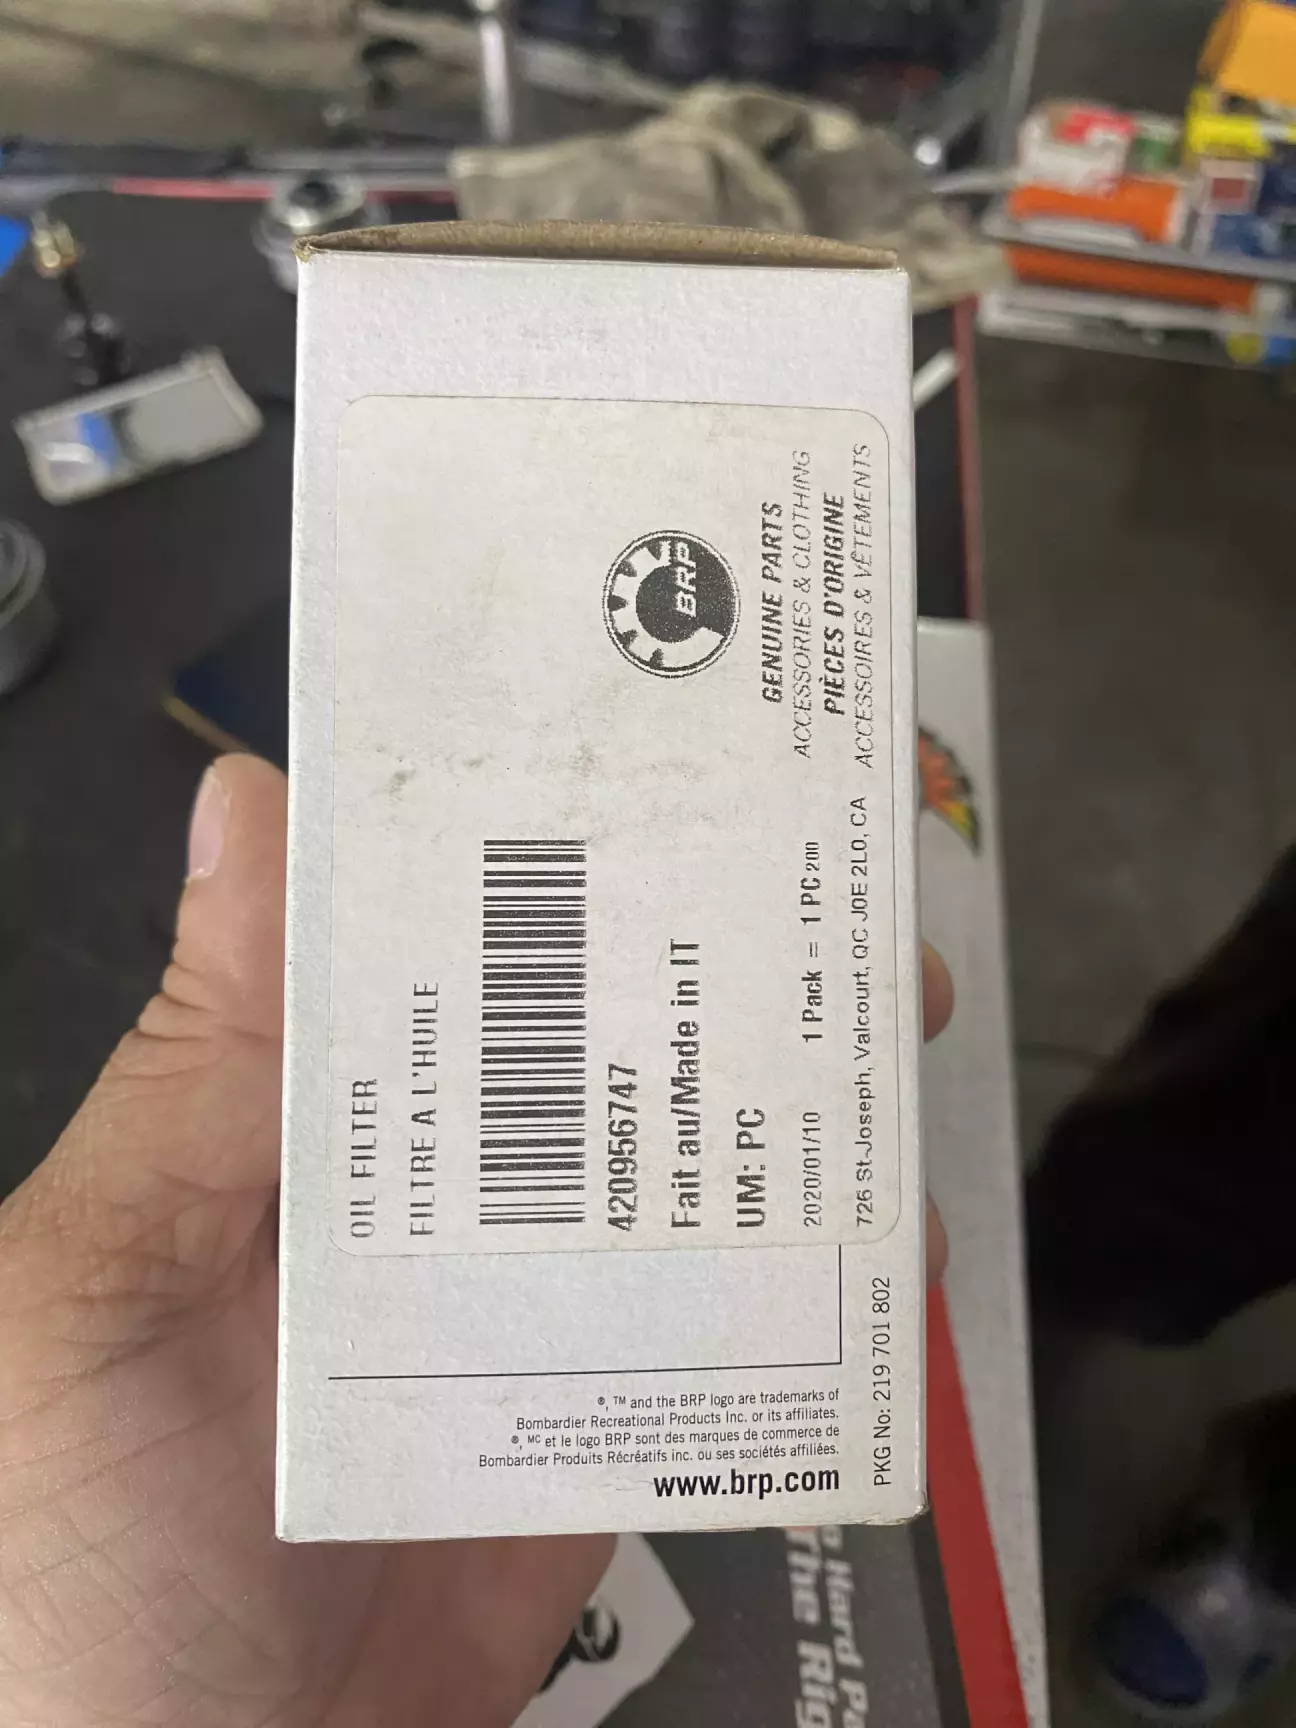 OIL FILTER
FILTRE A L'HUILE
420956747
Fait au/Made in IT
UM: PC
2020/01/10 1 Pack = 1 PC 200
726 St-Joseph, Valcourt, QC J0E 2L0, CA
BRP
GENUINE PARTS
ACCESSORIES & CLOTHING
PIÈCES D'ORIGINE
ACCESSOIRES & VÊTEMENTS
®, TM and the BRP logo are trademarks of
Bombardier Recreational Products Inc. or its affiliates.
®, MC et le logo BRP sont des marques de commerce de
Bombardier Produits Récréatifs inc. ou ses sociétés affiliées.
www.brp.com
PKG No: 219 701 802
Hard
The